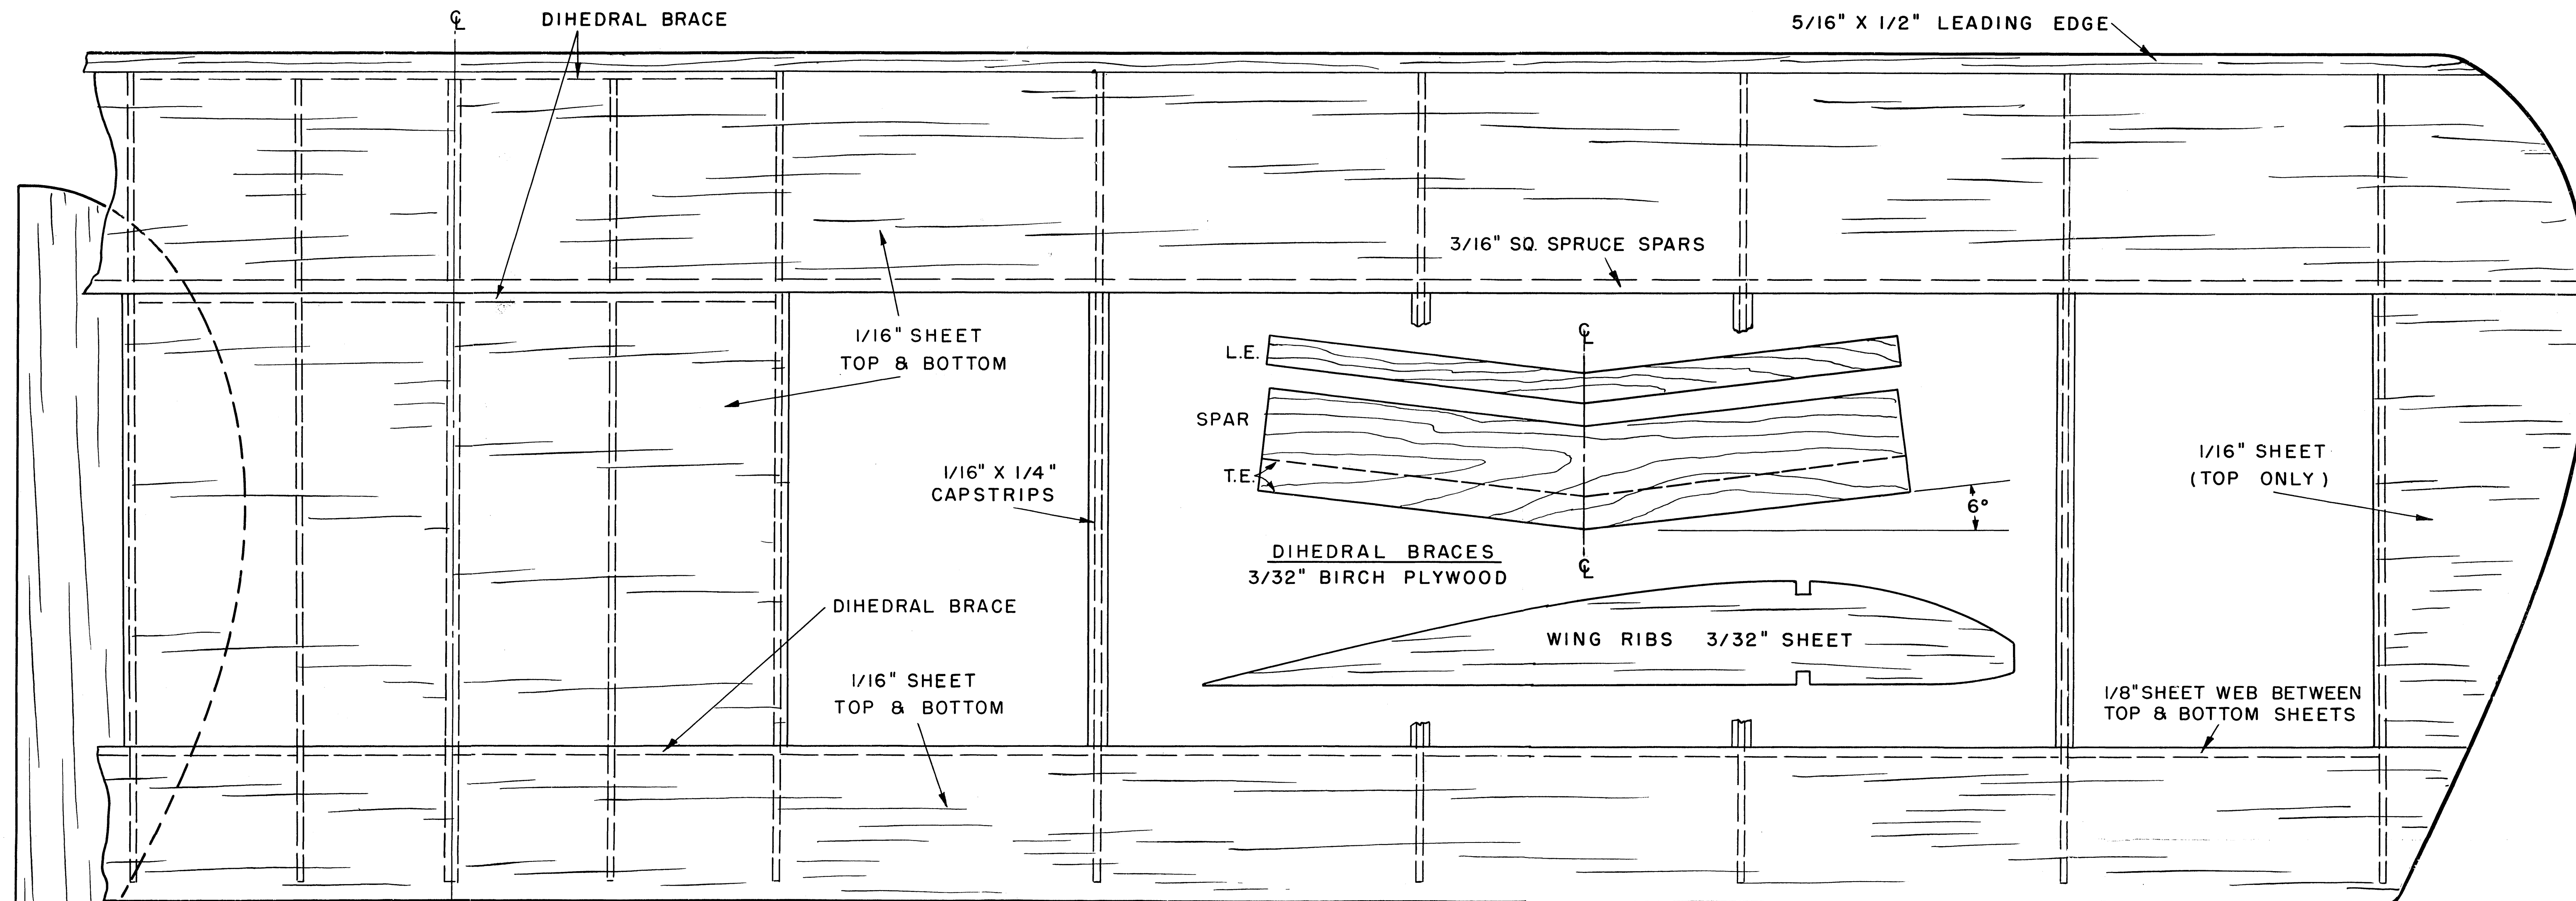 ℄
DIHEDRAL BRACE
5/16" X 1/2" LEADING EDGE
3/16" SQ. SPRUCE SPARS
1/16" SHEET
TOP & BOTTOM
℄
L.E.
SPAR
T.E.
6°
℄
DIHEDRAL BRACES
3/32" BIRCH PLYWOOD
1/16" X 1/4"
CAPSTRIPS
1/16" SHEET
(TOP ONLY)
DIHEDRAL BRACE
WING RIBS 3/32" SHEET
1/16" SHEET
TOP & BOTTOM
1/8" SHEET WEB BETWEEN
TOP & BOTTOM SHEETS